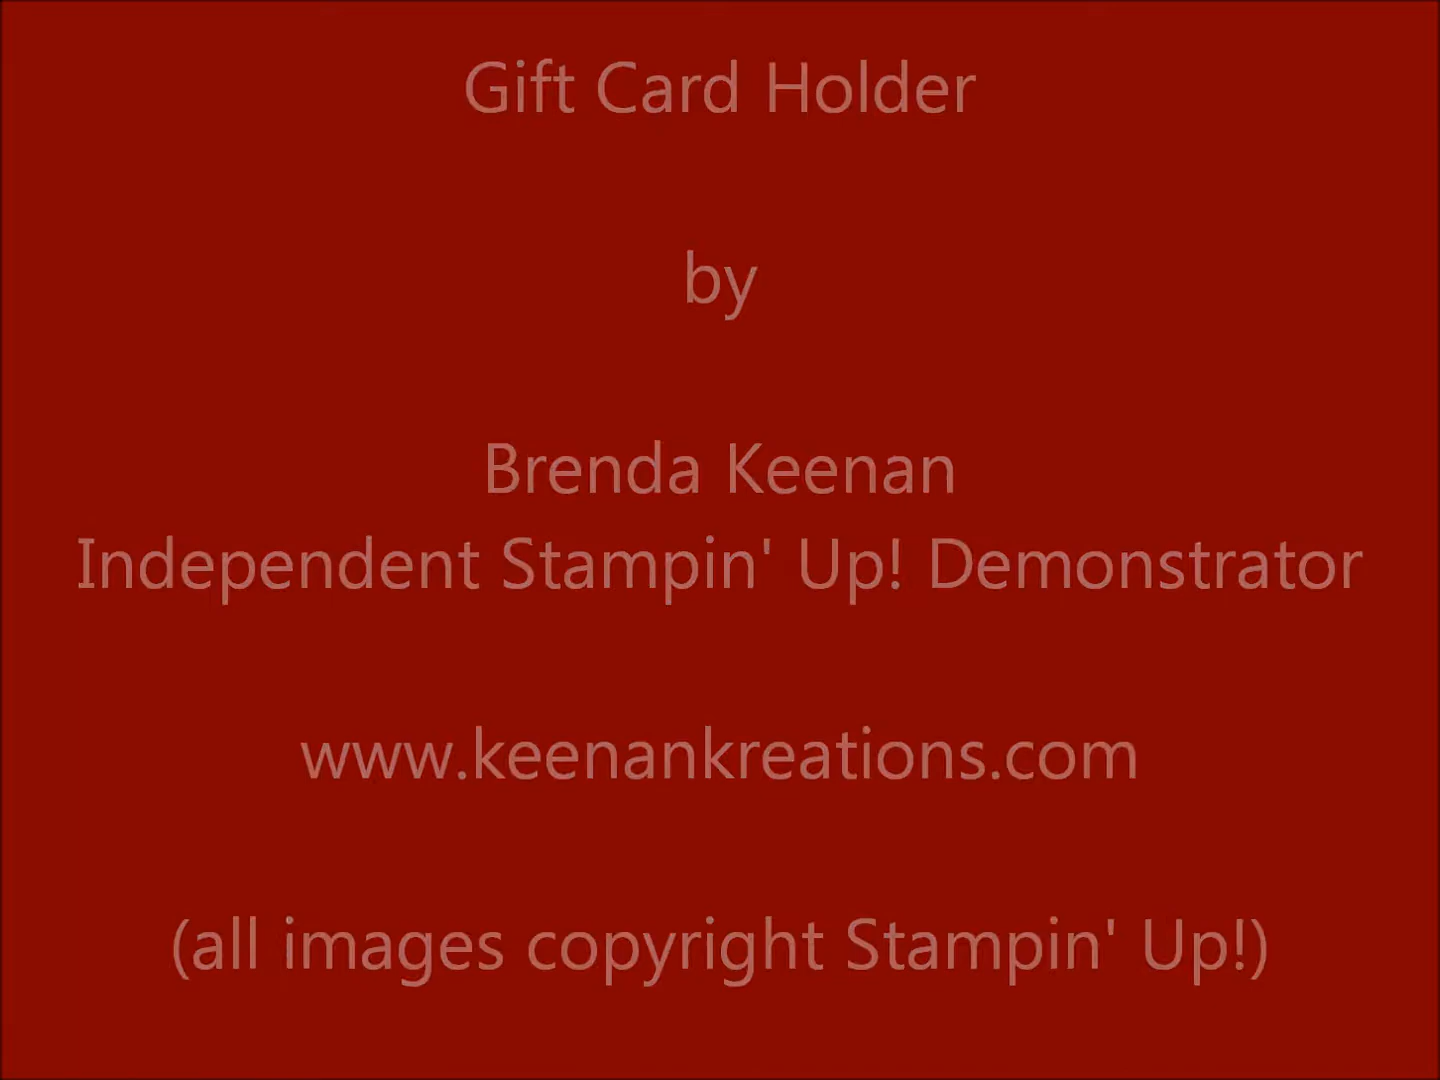 Gift Card Holder
by
Brenda Keenan
Independent Stampin' Up! Demonstrator
www.keenankreations.com
(all images copyright Stampin' Up!)